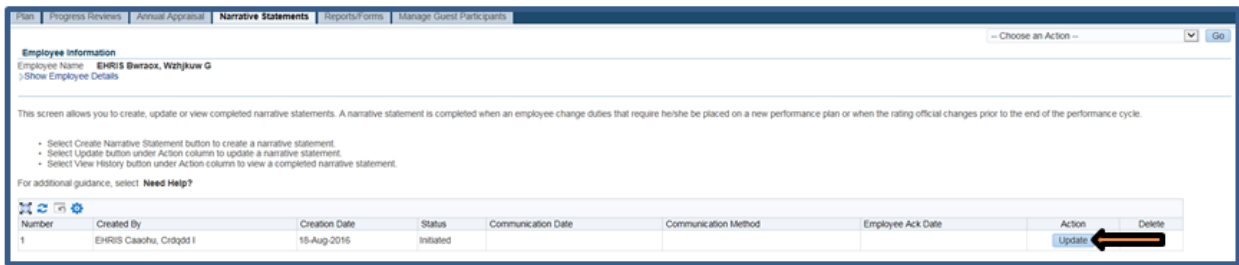 Plan Progress Reviews Annual Appraisal Narrative Statements Reports/Forms Manage Guest Participants
-- Choose an Action -- Go
Employee Information
Employee Name EHRIS Bwraox, Wzhjkuw G
Show Employee Details
This screen allows you to create, update or view completed narrative statements. A narrative statement is completed when an employee change duties that require he/she be placed on a new performance plan or when the rating official changes prior to the end of the performance cycle.
• Select Create Narrative Statement button to create a narrative statement.
• Select Update button under Action column to update a narrative statement.
• Select View History button under Action column to view a completed narrative statement.
For additional guidance, select Need Help?
Number Created By Creation Date Status Communication Date Communication Method Employee Ack Date Action Delete
1 EHRIS Caaohu, Crdqdd I 18-Aug-2016 Initiated Update